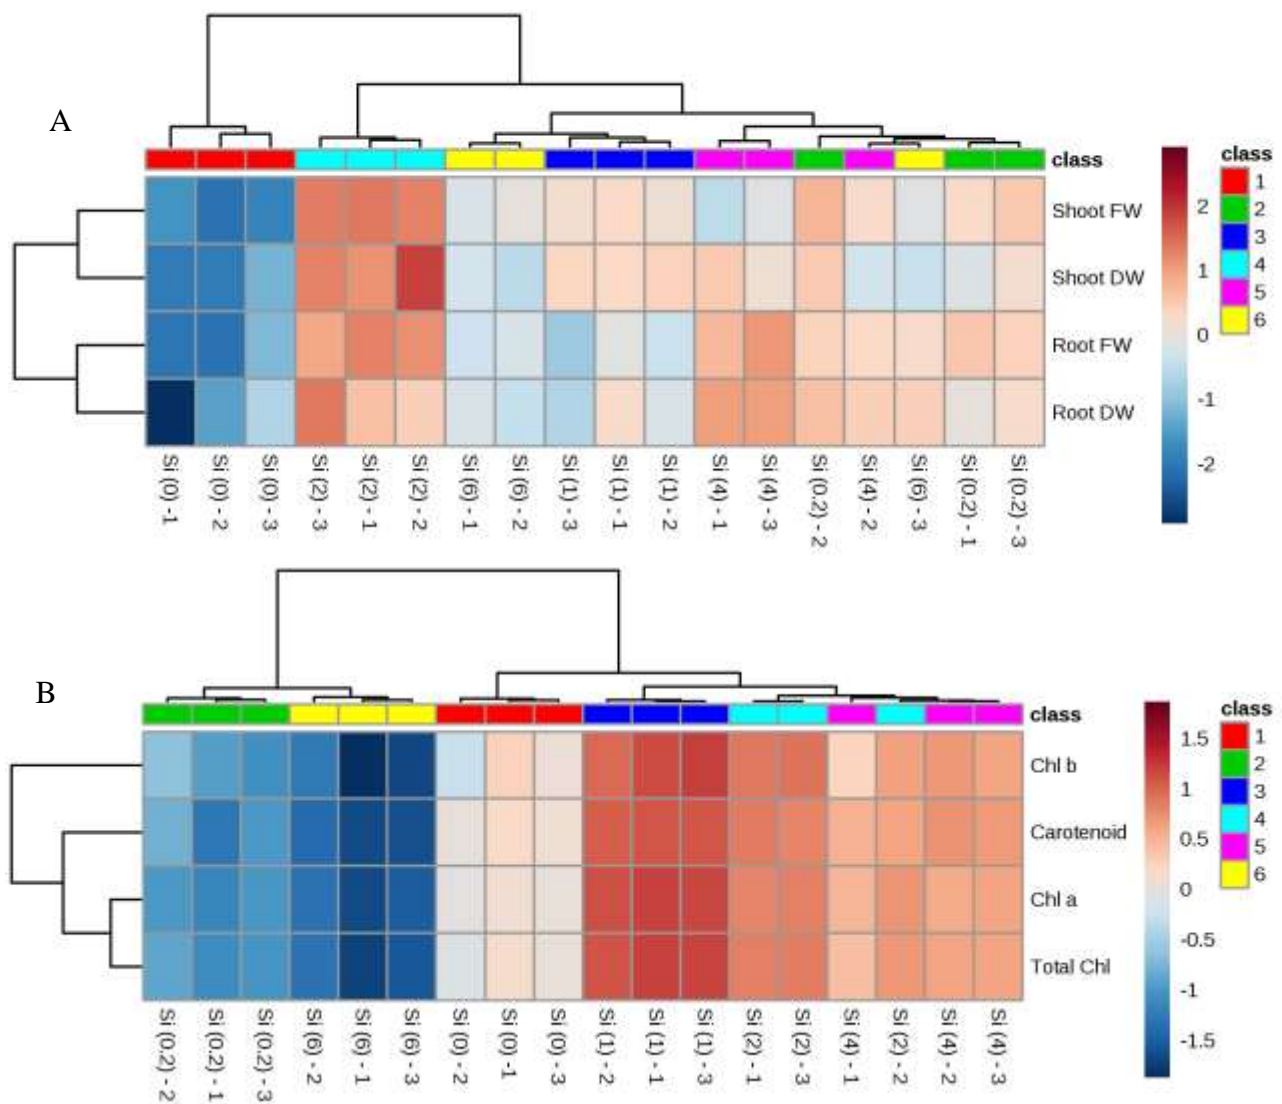 A
class
Shoot FW
Shoot DW
Root FW
Root DW
Si (0) -1
Si (0) - 2
Si (0) - 3
Si (2) - 3
Si (2) - 1
Si (2) - 2
Si (6) - 1
Si (6) - 2
Si (1) - 3
Si (1) - 1
Si (1) - 2
Si (4) - 1
Si (4) - 3
Si (0.2) - 2
Si (4) - 2
Si (6) - 3
Si (0.2) - 1
Si (0.2) - 3
2
1
0
-1
-2
class
1
2
3
4
5
6
B
class
Chl b
Carotenoid
Chl a
Total Chl
Si (0.2) - 2
Si (0.2) - 1
Si (0.2) - 3
Si (6) - 2
Si (6) - 1
Si (6) - 3
Si (0) - 2
Si (0) -1
Si (0) - 3
Si (1) - 2
Si (1) - 1
Si (1) - 3
Si (2) - 1
Si (2) - 3
Si (4) - 1
Si (2) - 2
Si (4) - 2
Si (4) - 3
1.5
1
0.5
0
-0.5
-1
-1.5
class
1
2
3
4
5
6